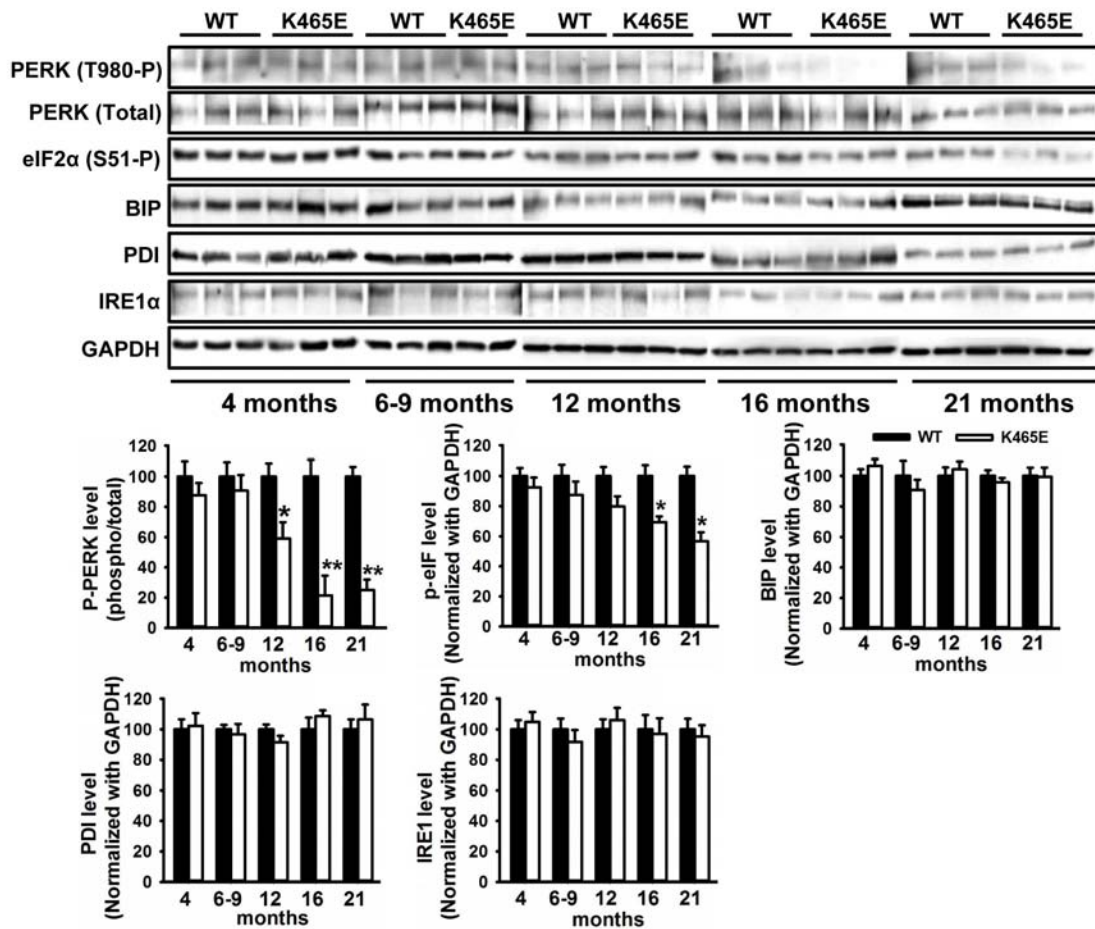 WT K465E WT K465E WT K465E WT K465E WT K465E
PERK (T980-P)
PERK (Total)
eIF2α (S51-P)
BIP
PDI
IRE1α
GAPDH
4 months 6-9 months 12 months 16 months 21 months
P-PERK level
(phospho/total)
120
100
80
60
40
20
0
*
**
**
4 6-9 12 16 21
months
p-eIF level
(Normalized with GAPDH)
120
100
80
60
40
20
0
*
*
4 6-9 12 16 21
months
BIP level
(Normalized with GAPDH)
WT K465E
120
100
80
60
40
20
0
4 6-9 12 16 21
months
PDI level
(Normalized with GAPDH)
120
100
80
60
40
20
0
4 6-9 12 16 21
months
IRE1 level
(Normalized with GAPDH)
120
100
80
60
40
20
0
4 6-9 12 16 21
months